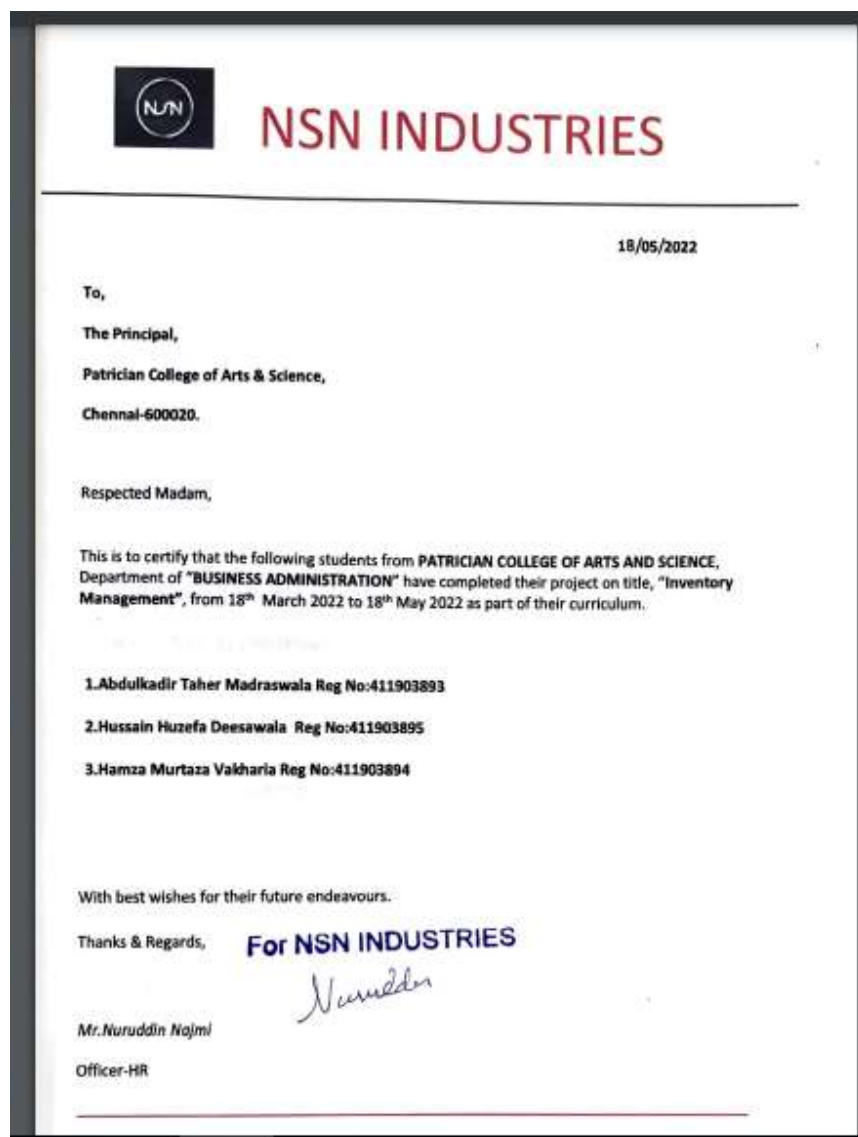 NSN
NSN INDUSTRIES
18/05/2022
To,
The Principal,
Patrician College of Arts & Science,
Chennai-600020.
Respected Madam,
This is to certify that the following students from PATRICIAN COLLEGE OF ARTS AND SCIENCE,
Department of "BUSINESS ADMINISTRATION" have completed their project on title, "Inventory
Management", from 18th March 2022 to 18th May 2022 as part of their curriculum.
1.Abdulkadir Taher Madraswala Reg No:411903893
2.Hussain Huzefa Deesawala Reg No:411903895
3.Hamza Murtaza Vakharia Reg No:411903894
With best wishes for their future endeavours.
Thanks & Regards,
For NSN INDUSTRIES
Nuruddin
Mr.Nuruddin Najmi
Officer-HR